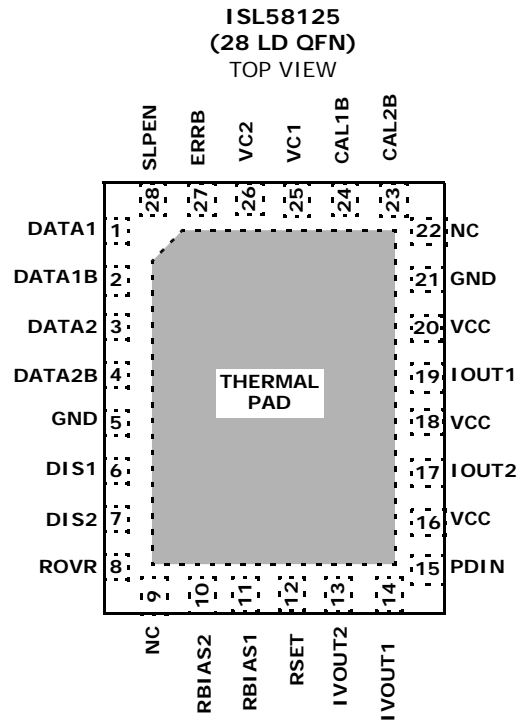 ISL58125
(28 LD QFN)
TOP VIEW
SLPEN
ERRB
VC2
VC1
CAL1B
CAL2B
28
27
26
25
24
23
DATA1 1
DATA1B 2
DATA2 3
DATA2B 4
GND 5
DIS1 6
DIS2 7
ROVR 8
THERMAL
PAD
22 NC
21 GND
20 VCC
19 IOUT1
18 VCC
17 IOUT2
16 VCC
15 PDIN
9
10
11
12
13
14
NC
RBIAS2
RBIAS1
RSET
IVOUT2
IVOUT1